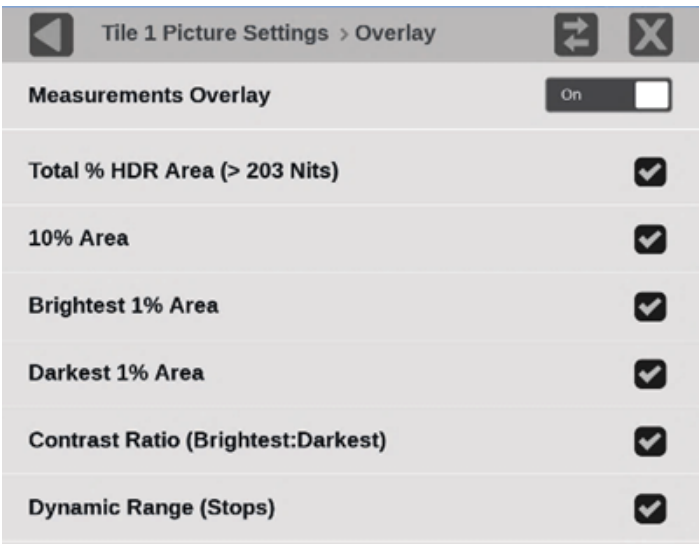 Tile 1 Picture Settings > Overlay
Measurements Overlay On
Total % HDR Area (> 203 Nits)
10% Area
Brightest 1% Area
Darkest 1% Area
Contrast Ratio (Brightest:Darkest)
Dynamic Range (Stops)